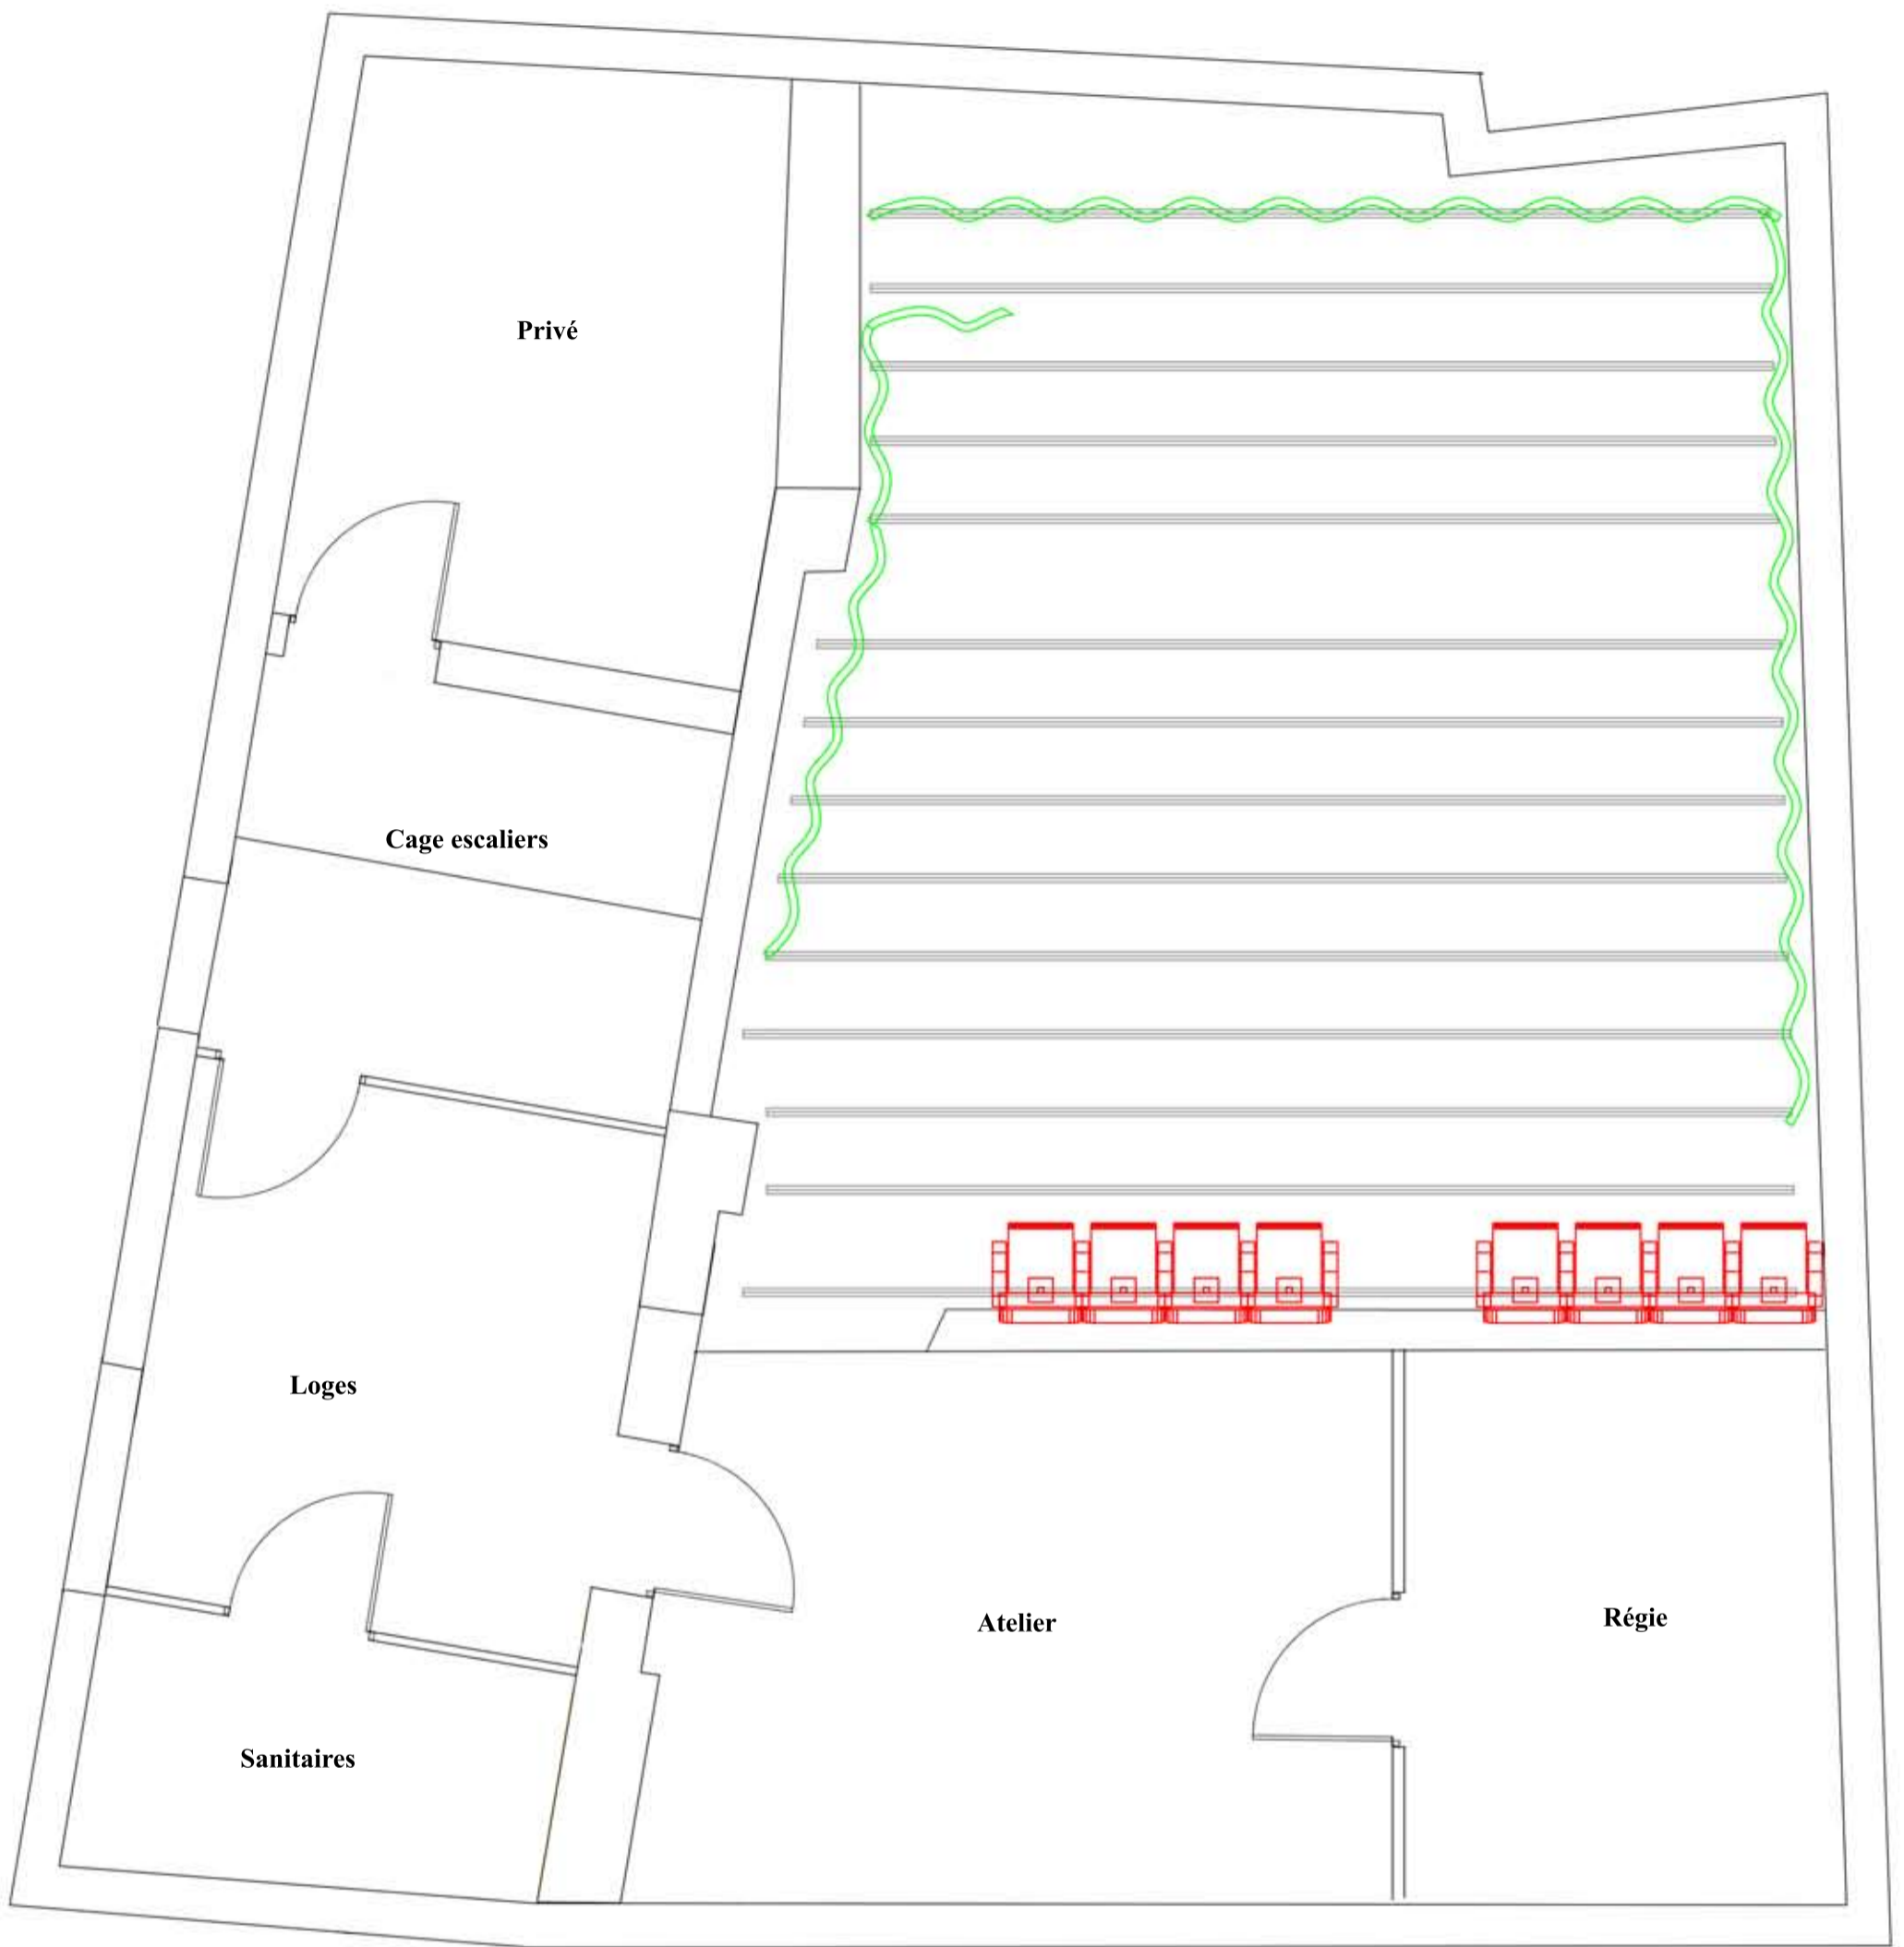 Privé
Cage escaliers
Loges
Atelier
Régie
Sanitaires